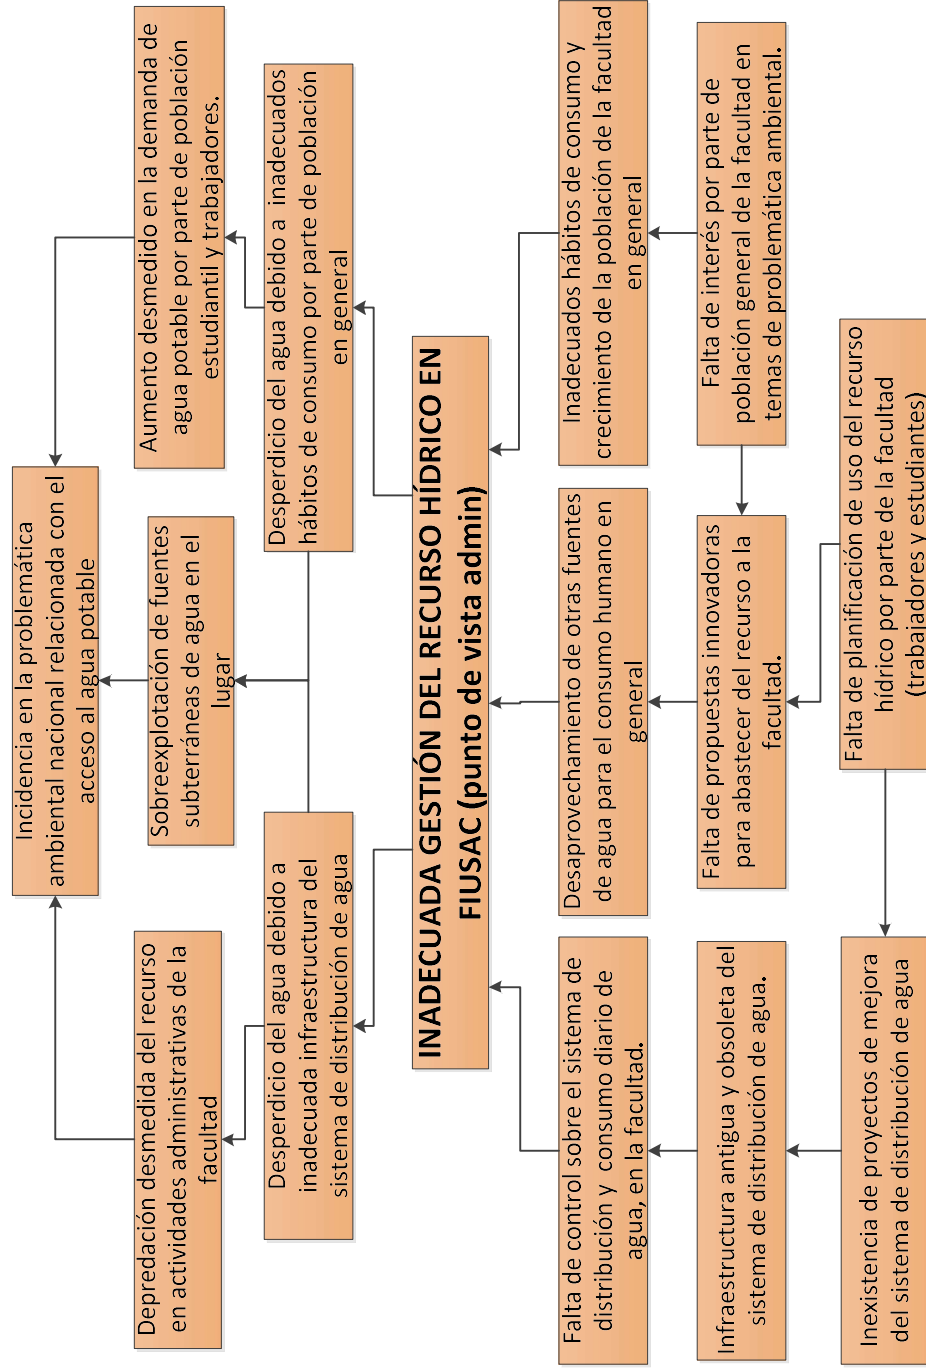 Incidencia en la problemática
ambiental nacional relacionada con el
acceso al agua potable
Depredación desmedida del recurso
en actividades administrativas de la
facultad
Sobreexplotación de fuentes
subterráneas de agua en el
lugar
Aumento desmedido en la demanda de
agua potable por parte de población
estudiantil y trabajadores.
Desperdicio del agua debido a
inadecuada infraestructura del
sistema de distribución de agua
Desperdicio del agua debido a inadecuados
hábitos de consumo por parte de población
en general
INADECUADA GESTIÓN DEL RECURSO HÍDRICO EN
FIUSAC (punto de vista admin)
Falta de control sobre el sistema de
distribución y consumo diario de
agua, en la facultad.
Desaprovechamiento de otras fuentes
de agua para el consumo humano en
general
Inadecuados hábitos de consumo y
crecimiento de la población de la facultad
en general
Infraestructura antigua y obsoleta del
sistema de distribución de agua.
Falta de propuestas innovadoras
para abastecer del recurso a la
facultad.
Falta de interés por parte de
población general de la facultad en
temas de problemática ambiental.
Inexistencia de proyectos de mejora
del sistema de distribución de agua
Falta de planificación de uso del recurso
hídrico por parte de la facultad
(trabajadores y estudiantes)